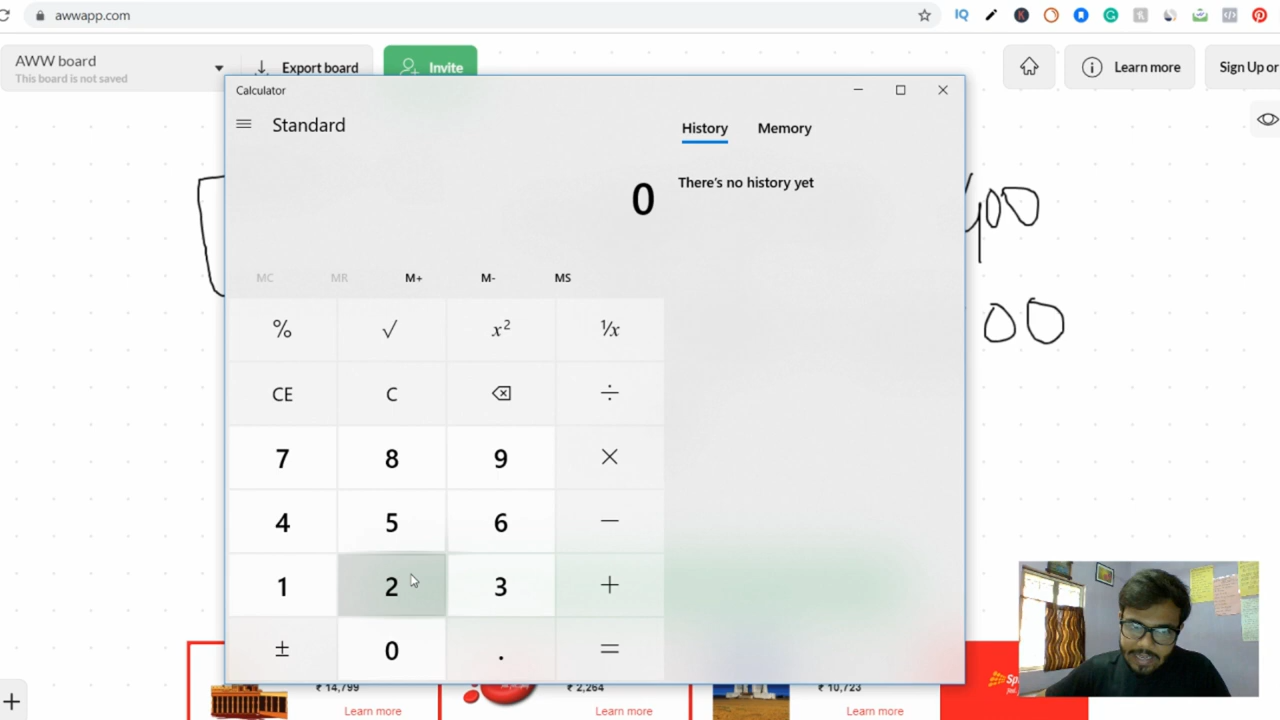 awwapp.com
AWW board
This board is not saved
Export board
Invite
Learn more
Sign Up or
Calculator
Standard
History Memory
There's no history yet
0
400
00
MC MR M+ M- MS
% √ x² ¹/x
CE C ÷
7 8 9 ×
4 5 6 −
1 2 3 +
± 0 . =
₹ 14,799
₹ 2,264
₹ 10,723
Learn more
Learn more
Learn more